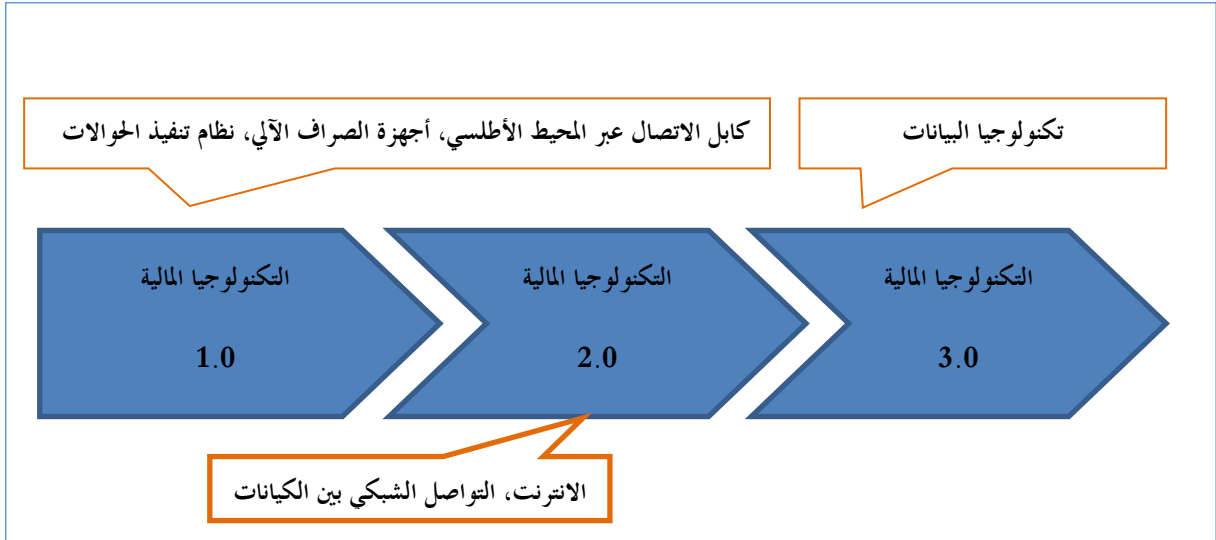 كابل الاتصال عبر المحيط الأطلسي، أجهزة الصراف الآلي، نظام تنفيذ الحوالات
تكنولوجيا البيانات
التكنولوجيا المالية
1.0
التكنولوجيا المالية
2.0
التكنولوجيا المالية
3.0
الانترنت، التواصل الشبكي بين الكيانات